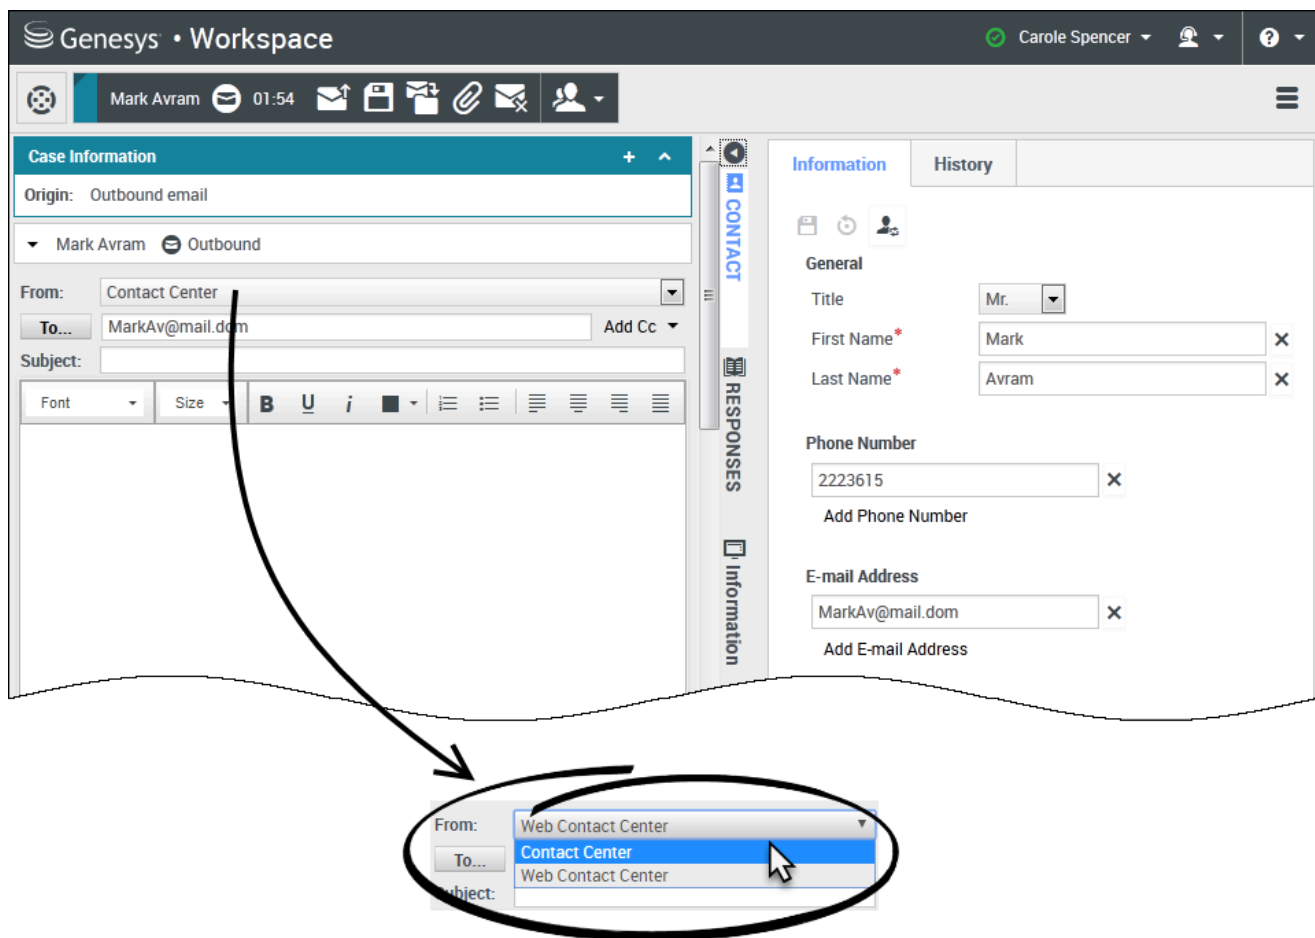 Genesys • Workspace
Carole Spencer
?
Mark Avram 01:54
Case Information
Origin: Outbound email
Mark Avram Outbound
From: Contact Center
To... MarkAv@mail.dom Add Cc
Subject:
Font Size B U i
CONTACT
RESPONSES
Information
Information History
General
Title Mr.
First Name* Mark
Last Name* Avram
Phone Number
2223615
Add Phone Number
E-mail Address
MarkAv@mail.dom
Add E-mail Address
From: Web Contact Center
To... Contact Center
Web Contact Center
Subject: